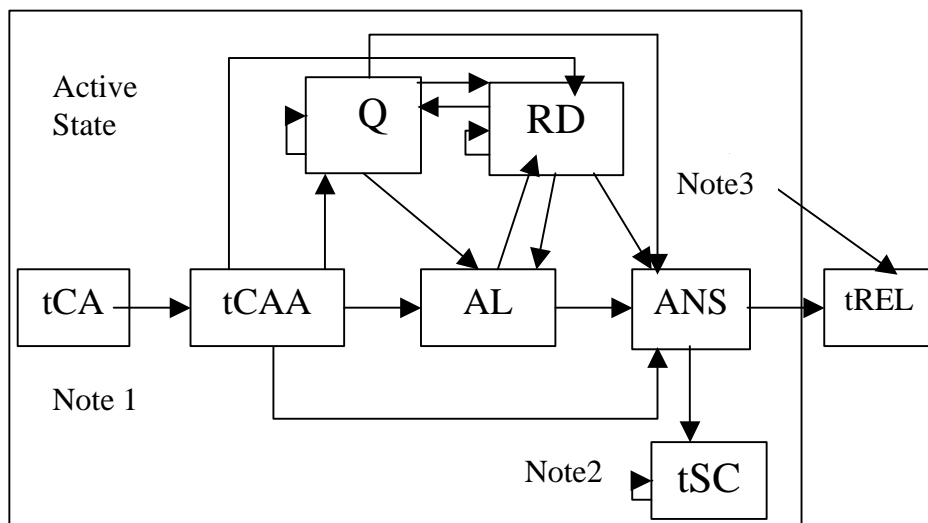 Active
State
Q
RD
Note3
tCA
tCAA
AL
ANS
tREL
Note 1
Note2
tSC